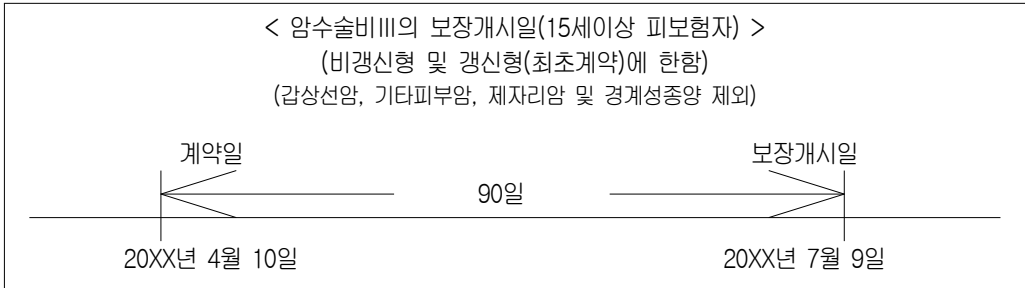 < 암수술비Ⅲ의 보장개시일(15세이상 피보험자) >
(비갱신형 및 갱신형(최초계약)에 한함)
(갑상선암, 기타피부암, 제자리암 및 경계성종양 제외)
계약일 보장개시일
90일
20XX년 4월 10일 20XX년 7월 9일